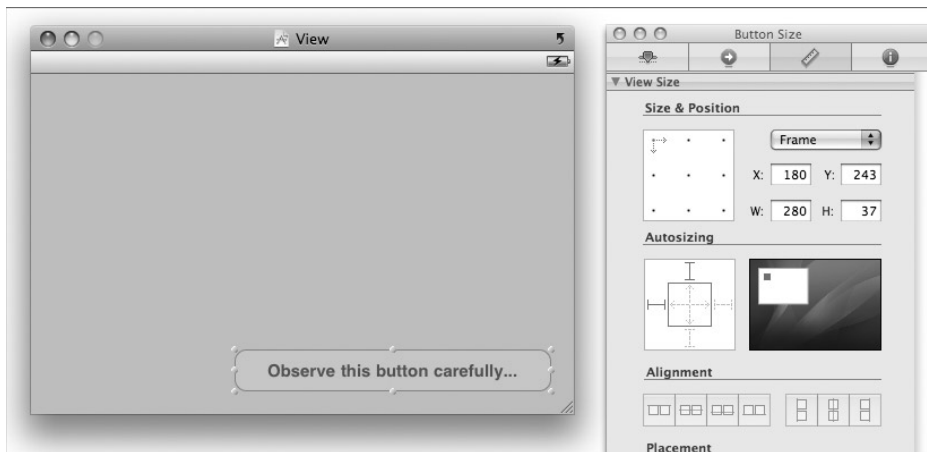 View
Observe this button carefully...
Button Size
View Size
Size & Position
Frame
X: 180 Y: 243
W: 280 H: 37
Autosizing
Alignment
Placement